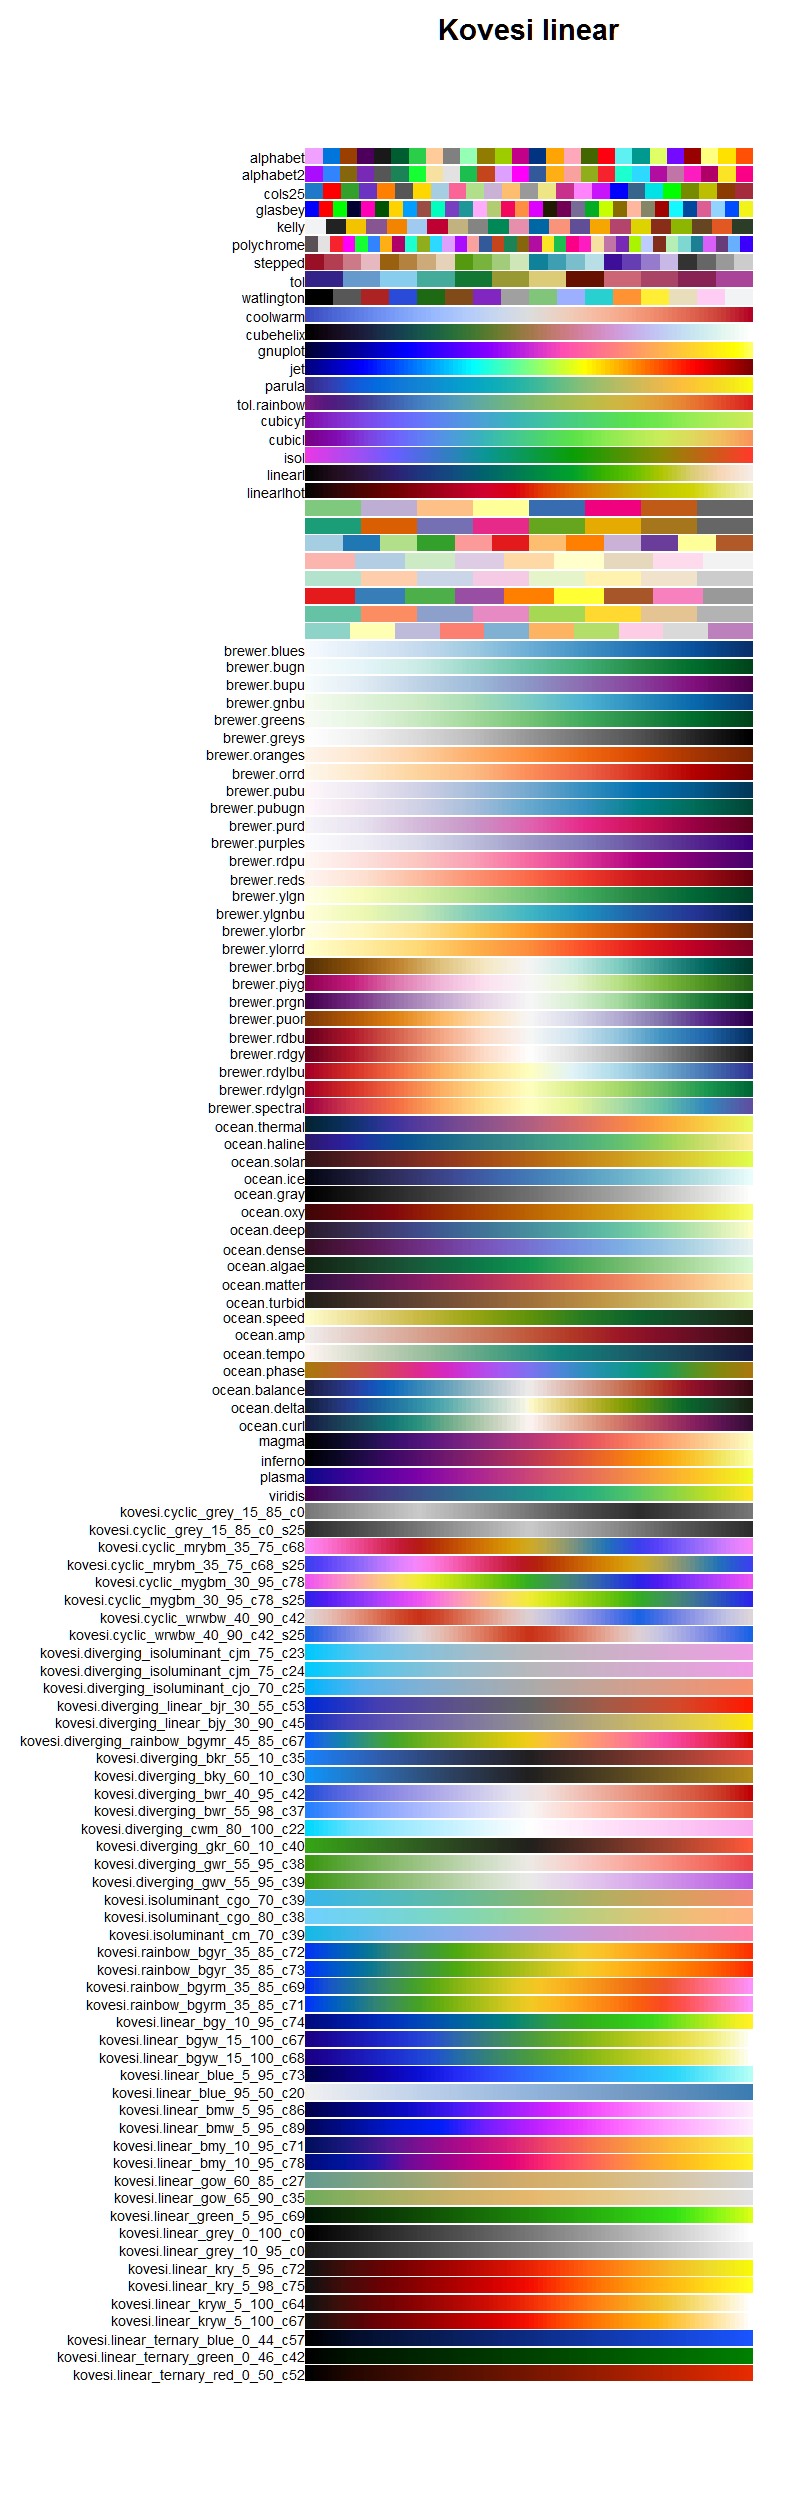 Kovesi linear
alphabet
alphabet2
cols25
glasbey
kelly
polychrome
stepped
tol
watlington
coolwarm
cubehelix
gnuplot
jet
parula
tol.rainbow
cubicyf
cubicl
isol
linearl
linearlhot
brewer.blues
brewer.bugn
brewer.bupu
brewer.gnbu
brewer.greens
brewer.greys
brewer.oranges
brewer.orrd
brewer.pubu
brewer.pubugn
brewer.purd
brewer.purples
brewer.rdpu
brewer.reds
brewer.ylgn
brewer.ylgnbu
brewer.ylorbr
brewer.ylorrd
brewer.brbg
brewer.piyg
brewer.prgn
brewer.puor
brewer.rdbu
brewer.rdgy
brewer.rdylbu
brewer.rdylgn
brewer.spectral
ocean.thermal
ocean.haline
ocean.solar
ocean.ice
ocean.gray
ocean.oxy
ocean.deep
ocean.dense
ocean.algae
ocean.matter
ocean.turbid
ocean.speed
ocean.amp
ocean.tempo
ocean.phase
ocean.balance
ocean.delta
ocean.curl
magma
inferno
plasma
viridis
kovesi.cyclic_grey_15_85_c0
kovesi.cyclic_grey_15_85_c0_s25
kovesi.cyclic_mrybm_35_75_c68
kovesi.cyclic_mrybm_35_75_c68_s25
kovesi.cyclic_mygbm_30_95_c78
kovesi.cyclic_mygbm_30_95_c78_s25
kovesi.cyclic_wrwbw_40_90_c42
kovesi.cyclic_wrwbw_40_90_c42_s25
kovesi.diverging_isoluminant_cjm_75_c23
kovesi.diverging_isoluminant_cjm_75_c24
kovesi.diverging_isoluminant_cjo_70_c25
kovesi.diverging_linear_bjr_30_55_c53
kovesi.diverging_linear_bjy_30_90_c45
kovesi.diverging_rainbow_bgymr_45_85_c67
kovesi.diverging_bkr_55_10_c35
kovesi.diverging_bky_60_10_c30
kovesi.diverging_bwr_40_95_c42
kovesi.diverging_bwr_55_98_c37
kovesi.diverging_cwm_80_100_c22
kovesi.diverging_gkr_60_10_c40
kovesi.diverging_gwr_55_95_c38
kovesi.diverging_gwv_55_95_c39
kovesi.isoluminant_cgo_70_c39
kovesi.isoluminant_cgo_80_c38
kovesi.isoluminant_cm_70_c39
kovesi.rainbow_bgyr_35_85_c72
kovesi.rainbow_bgyr_35_85_c73
kovesi.rainbow_bgyrm_35_85_c69
kovesi.rainbow_bgyrm_35_85_c71
kovesi.linear_bgy_10_95_c74
kovesi.linear_bgyw_15_100_c67
kovesi.linear_bgyw_15_100_c68
kovesi.linear_blue_5_95_c73
kovesi.linear_blue_95_50_c20
kovesi.linear_bmw_5_95_c86
kovesi.linear_bmw_5_95_c89
kovesi.linear_bmy_10_95_c71
kovesi.linear_bmy_10_95_c78
kovesi.linear_gow_60_85_c27
kovesi.linear_gow_65_90_c35
kovesi.linear_green_5_95_c69
kovesi.linear_grey_0_100_c0
kovesi.linear_grey_10_95_c0
kovesi.linear_kry_5_95_c72
kovesi.linear_kry_5_98_c75
kovesi.linear_kryw_5_100_c64
kovesi.linear_kryw_5_100_c67
kovesi.linear_ternary_blue_0_44_c57
kovesi.linear_ternary_green_0_46_c42
kovesi.linear_ternary_red_0_50_c52